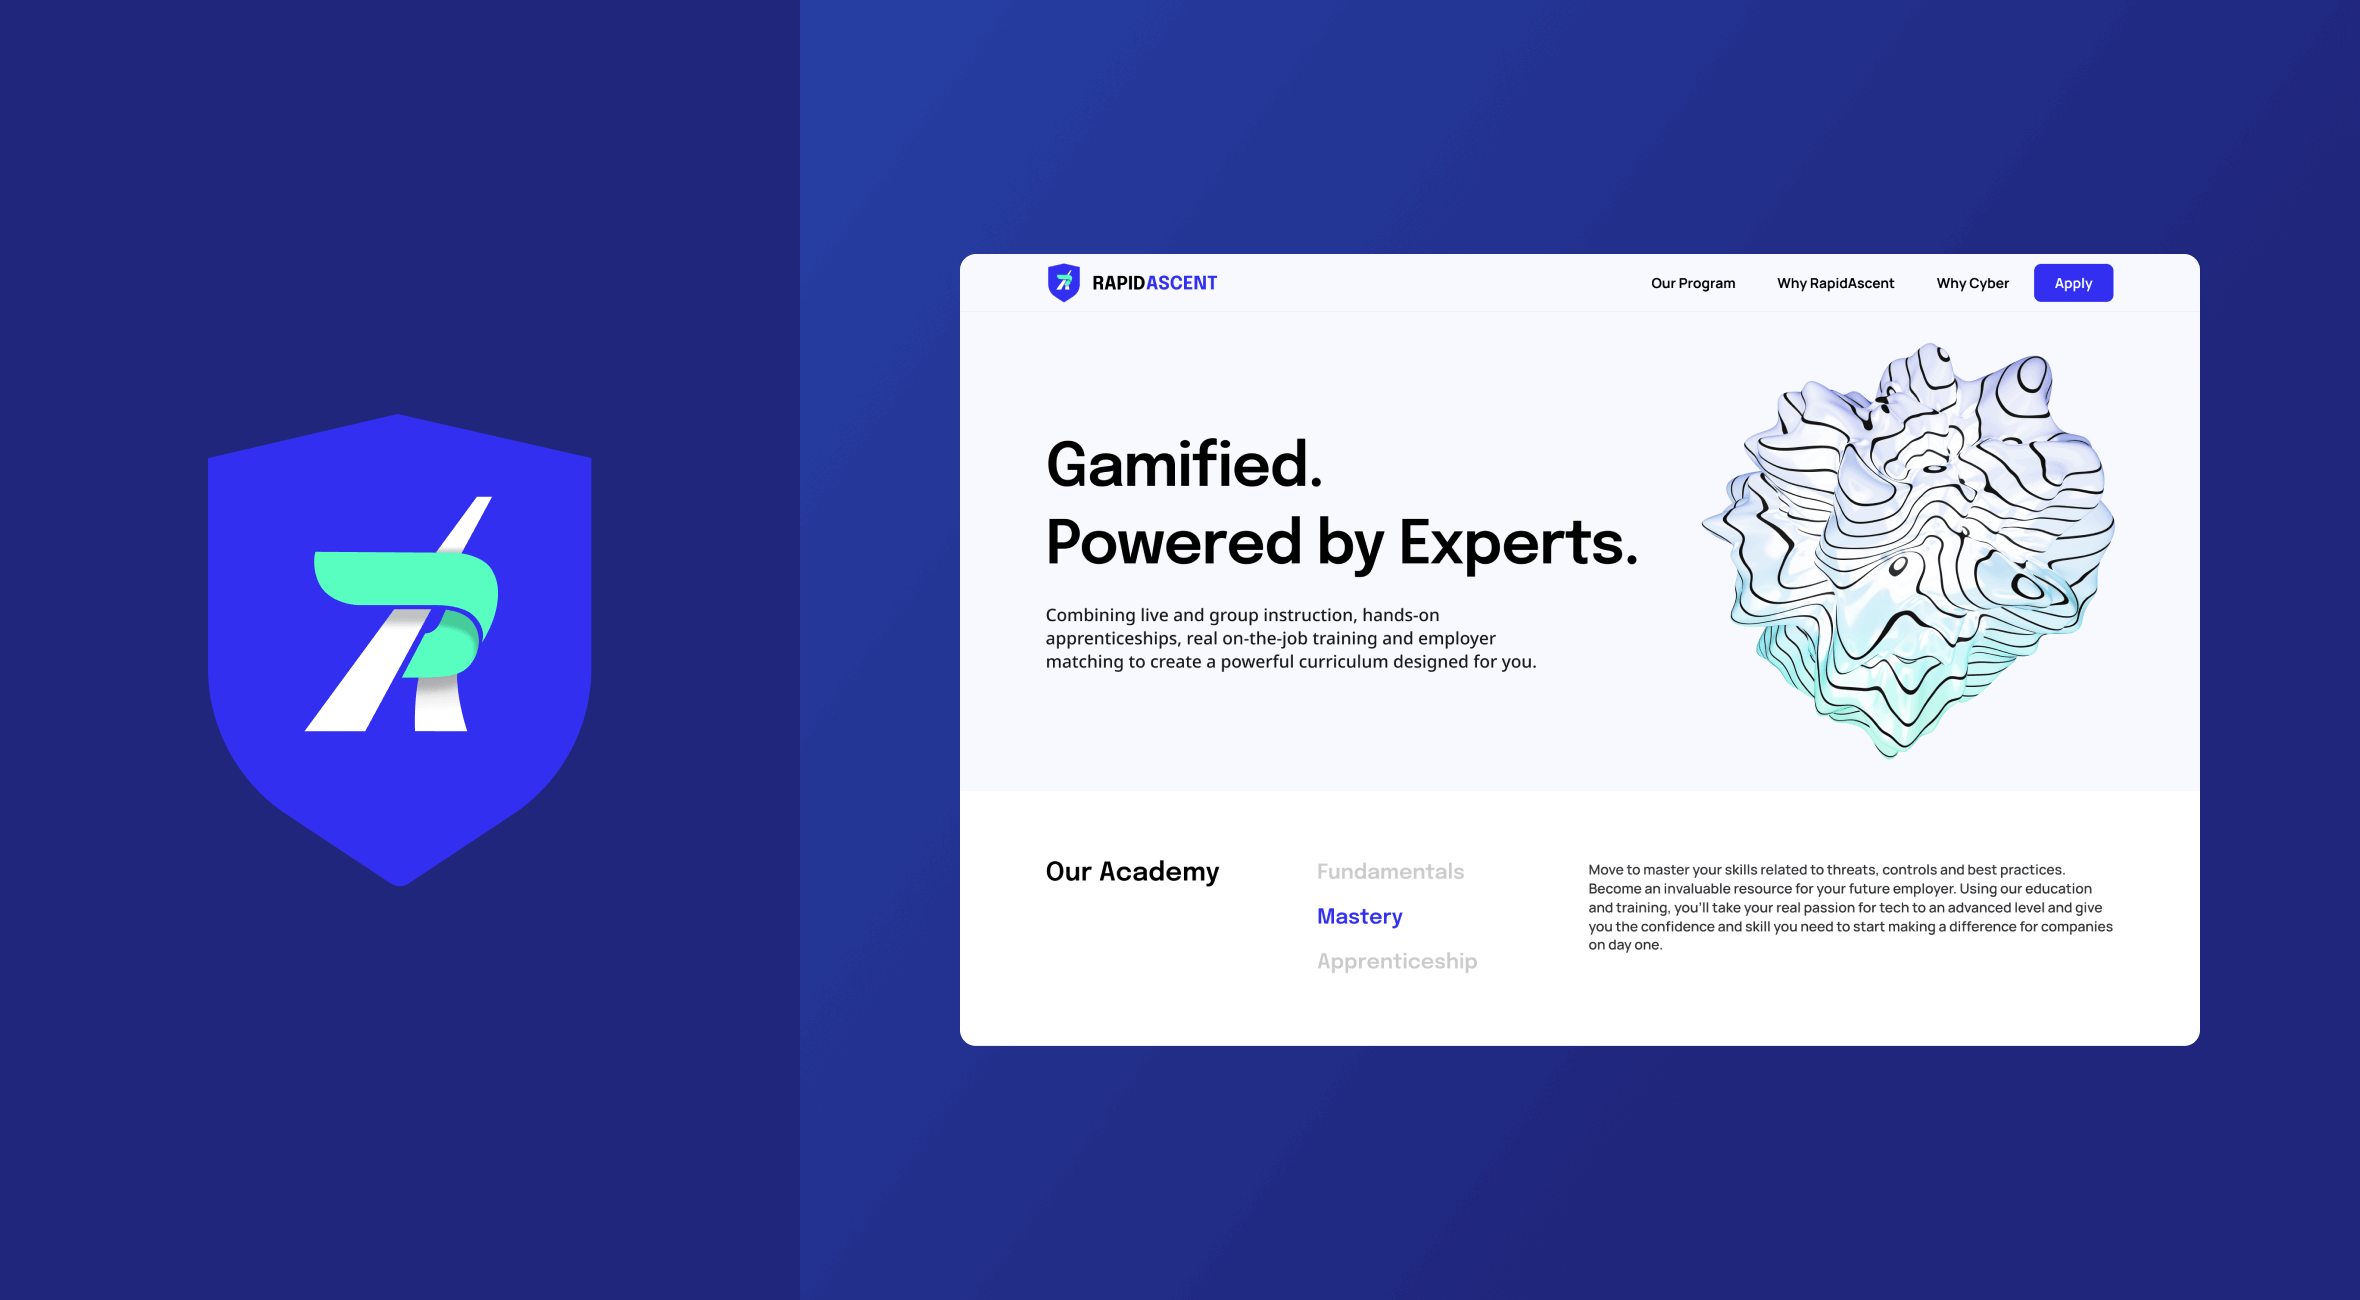 RAPIDASCENT
Our Program
Why RapidAscent
Why Cyber
Apply
Gamified.
Powered by Experts.
Combining live and group instruction, hands-on
apprenticeships, real on-the-job training and employer
matching to create a powerful curriculum designed for you.
Our Academy
Fundamentals
Mastery
Apprenticeship
Move to master your skills related to threats, controls and best practices.
Become an invaluable resource for your future employer. Using our education
and training, you'll take your real passion for tech to an advanced level and give
you the confidence and skill you need to start making a difference for companies
on day one.